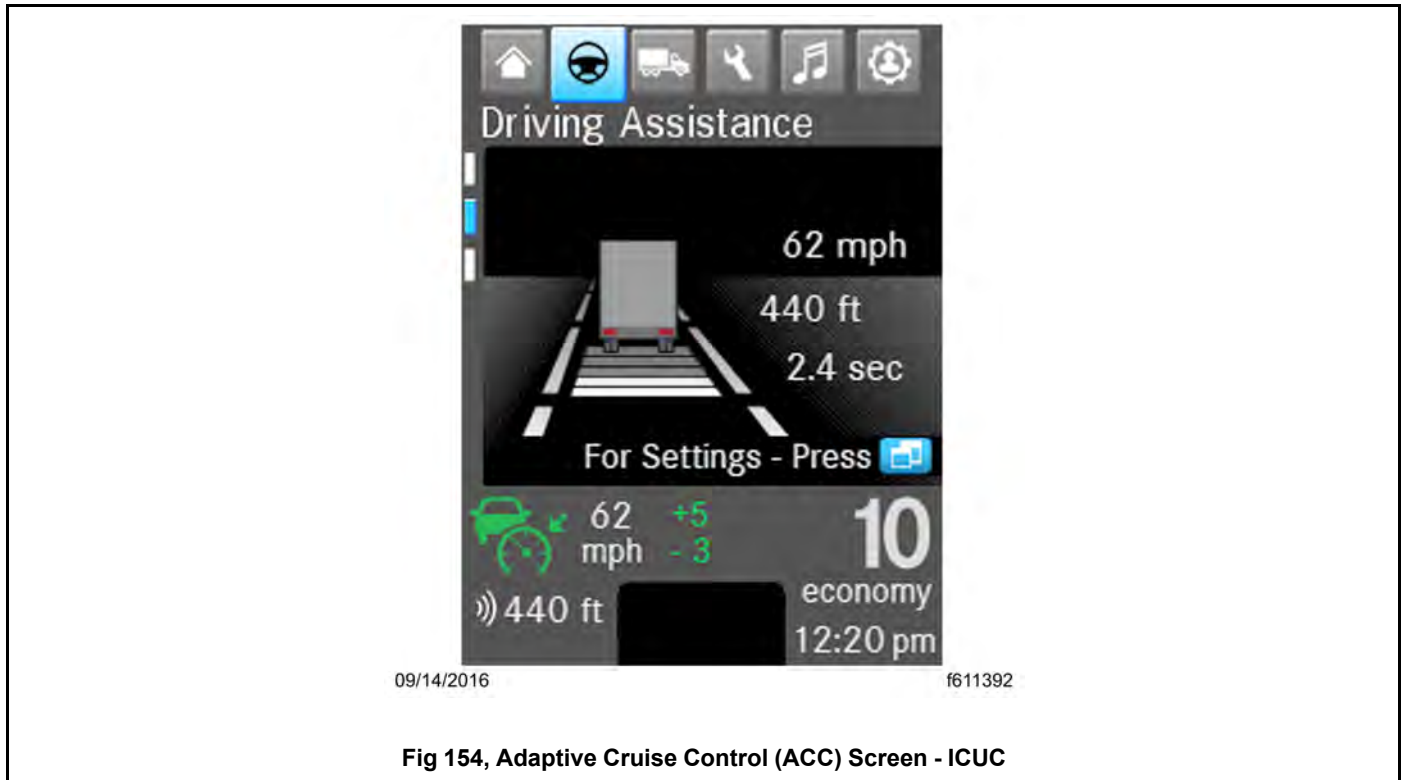 Driving Assistance
62 mph
440 ft
2.4 sec
For Settings - Press
62 +5
mph - 3
10
economy
440 ft
12:20 pm
09/14/2016 f611392
Fig 154, Adaptive Cruise Control (ACC) Screen - ICUC